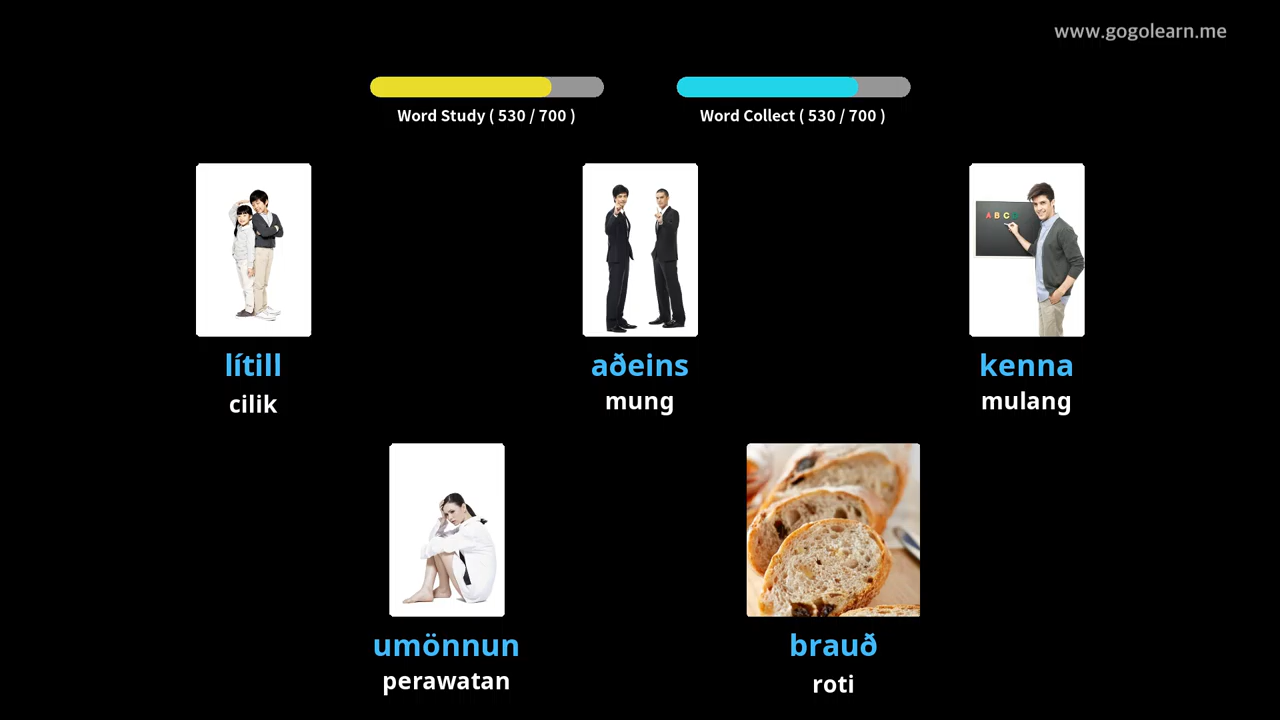 www.gogolearn.me
Word Study ( 530 / 700 )
Word Collect ( 530 / 700 )
A B C
lítill
aðeins
kenna
cilik
mung
mulang
umönnun
brauð
perawatan
roti